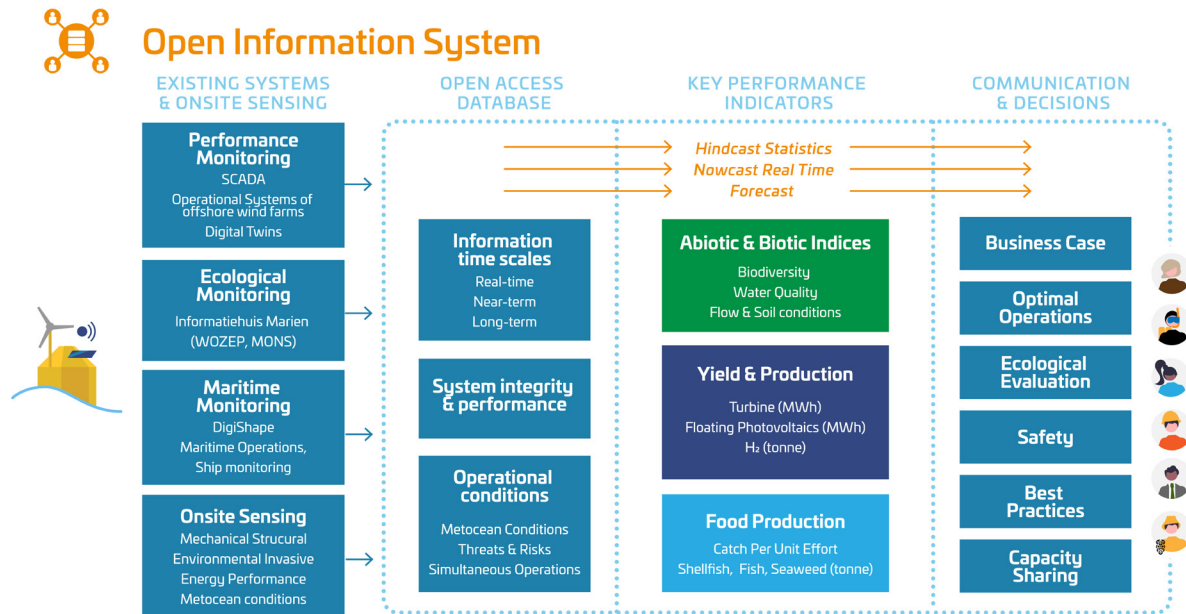 Open Information System
EXISTING SYSTEMS
& ONSITE SENSING
Performance
Monitoring
SCADA
Operational Systems of
offshore wind farms
Digital Twins
Ecological
Monitoring
Informatiehuis Marien
(WOZEP, MONS)
Maritime
Monitoring
DigiShape
Maritime Operations,
Ship monitoring
Onsite Sensing
Mechanical Strucural
Environmental Invasive
Energy Performance
Metocean conditions
OPEN ACCESS
DATABASE
Information
time scales
Real-time
Near-term
Long-term
System integrity
& performance
Operational
conditions
Metocean Conditions
Threats & Risks
Simultaneous Operations
KEY PERFORMANCE
INDICATORS
Hindcast Statistics
Nowcast Real Time
Forecast
Abiotic & Biotic Indices
Biodiversity
Water Quality
Flow & Soil conditions
Yield & Production
Turbine (MWh)
Floating Photovoltaics (MWh)
H₂ (tonne)
Food Production
Catch Per Unit Effort
Shellfish, Fish, Seaweed (tonne)
COMMUNICATION
& DECISIONS
Business Case
Optimal
Operations
Ecological
Evaluation
Safety
Best
Practices
Capacity
Sharing